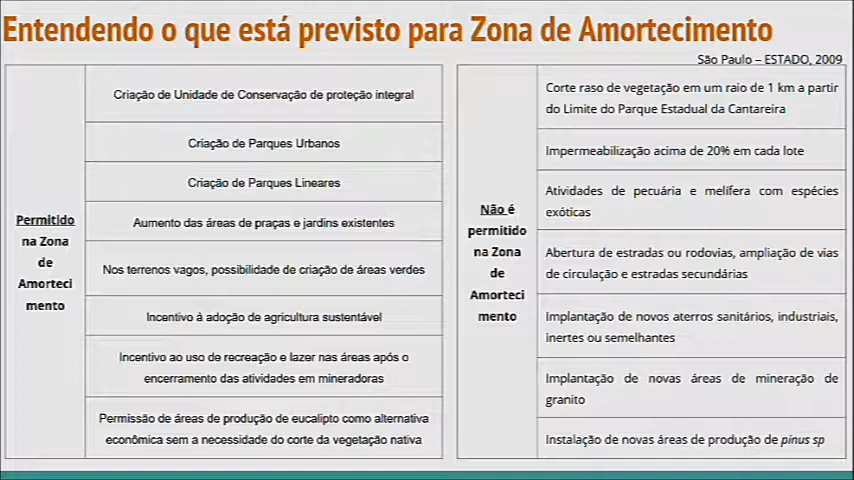 Entendendo o que está previsto para Zona de Amortecimento
São Paulo – ESTADO, 2009
Permitido
na Zona
de
Amorteci
mento
Criação de Unidade de Conservação de proteção integral
Criação de Parques Urbanos
Criação de Parques Lineares
Aumento das áreas de praças e jardins existentes
Nos terrenos vagos, possibilidade de criação de áreas verdes
Incentivo à adoção de agricultura sustentável
Incentivo ao uso de recreação e lazer nas áreas após o
encerramento das atividades em mineradoras
Permissão de áreas de produção de eucalipto como alternativa
econômica sem a necessidade do corte da vegetação nativa
Não é
permitido
na Zona
de
Amorteci
mento
Corte raso de vegetação em um raio de 1 km a partir
do Limite do Parque Estadual da Cantareira
Impermeabilização acima de 20% em cada lote
Atividades de pecuária e melífera com espécies
exóticas
Abertura de estradas ou rodovias, ampliação de vias
de circulação e estradas secundárias
Implantação de novos aterros sanitários, industriais,
inertes ou semelhantes
Implantação de novas áreas de mineração de
granito
Instalação de novas áreas de produção de pinus sp